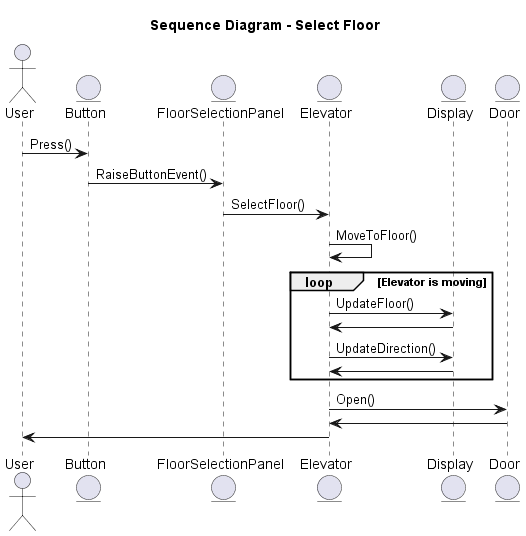 Sequence Diagram - Select Floor
User Button FloorSelectionPanel Elevator Display Door
Press()
RaiseButtonEvent()
SelectFloor()
MoveToFloor()
loop [Elevator is moving]
UpdateFloor()
UpdateDirection()
Open()
User Button FloorSelectionPanel Elevator Display Door